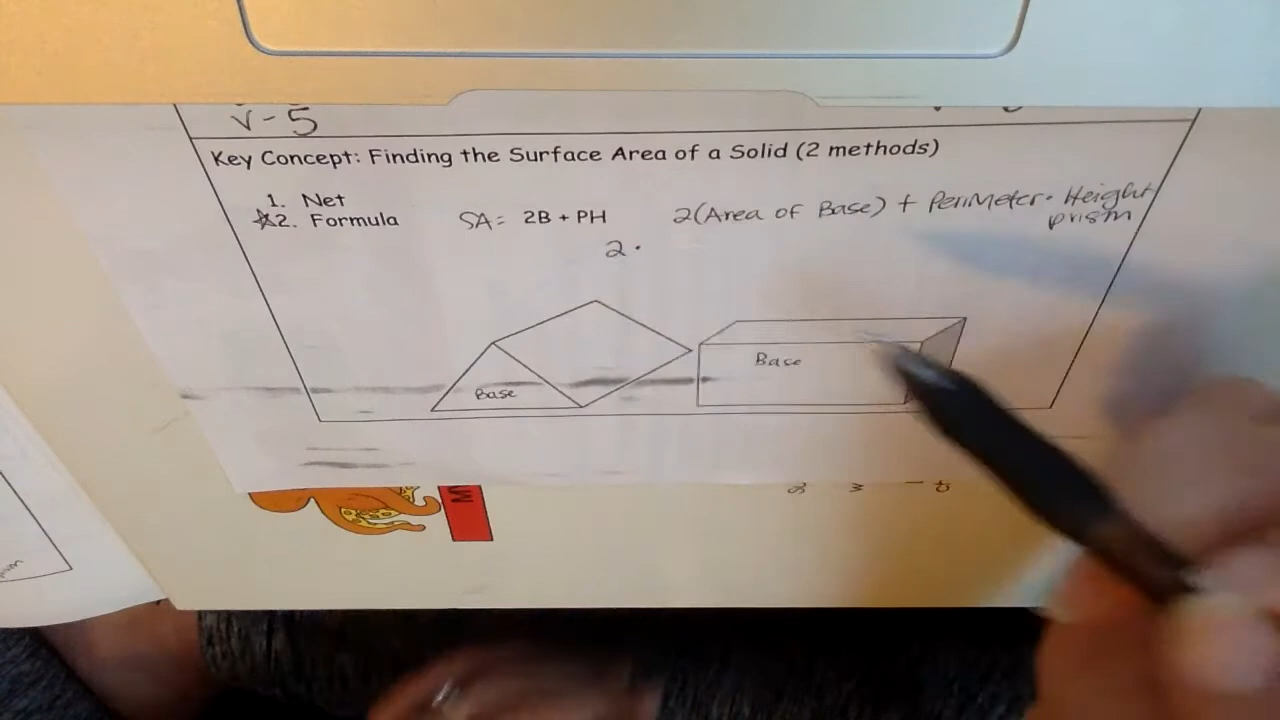 V-5
Key Concept: Finding the Surface Area of a Solid (2 methods)
1. Net
☆2. Formula SA= 2B + PH 2(Area of Base) + PeriMeter· Height
prism
2·
Base
Base